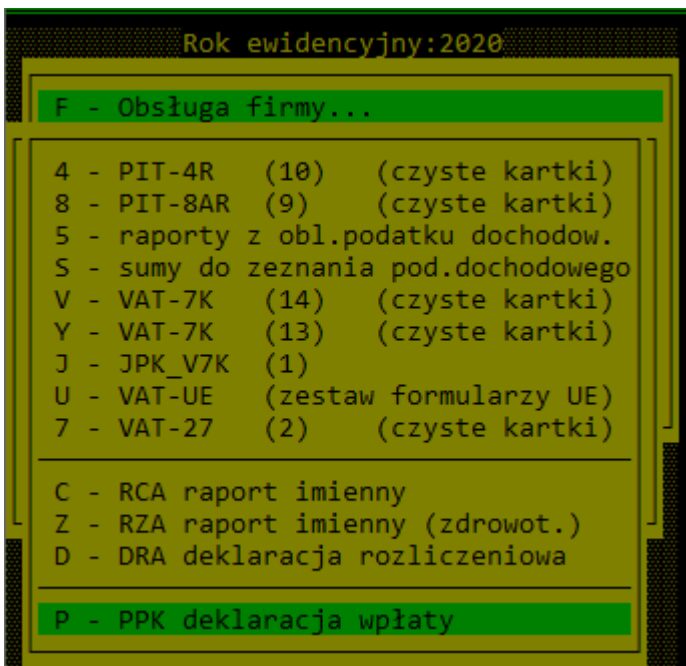 Rok ewidencyjny:2020
F - Obsługa firmy...
4 - PIT-4R (10) (czyste kartki)
8 - PIT-8AR (9) (czyste kartki)
5 - raporty z obl.podatku dochodow.
S - sumy do zeznania pod.dochodowego
V - VAT-7K (14) (czyste kartki)
Y - VAT-7K (13) (czyste kartki)
J - JPK_V7K (1)
U - VAT-UE (zestaw formularzy UE)
7 - VAT-27 (2) (czyste kartki)
C - RCA raport imienny
Z - RZA raport imienny (zdrowot.)
D - DRA deklaracja rozliczeniowa
P - PPK deklaracja wpłaty